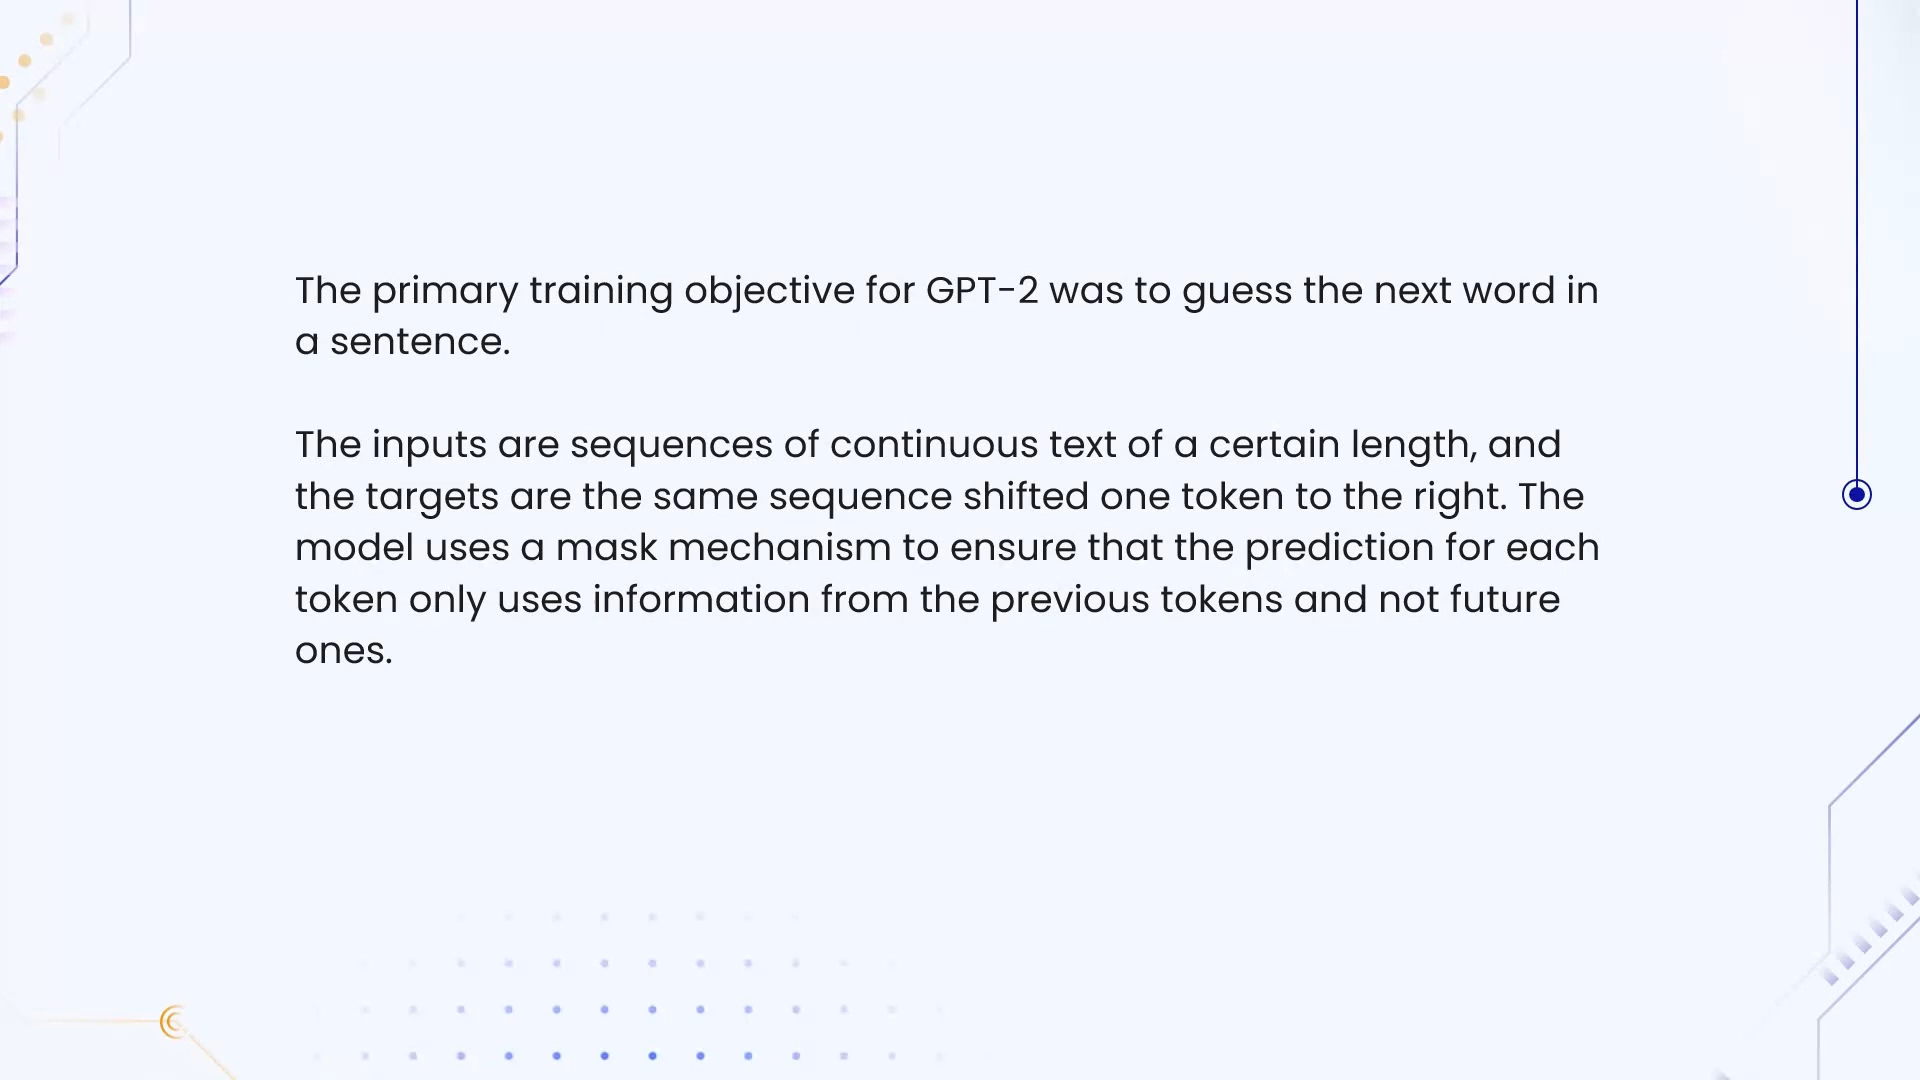 The primary training objective for GPT-2 was to guess the next word in
a sentence.
The inputs are sequences of continuous text of a certain length, and
the targets are the same sequence shifted one token to the right. The
model uses a mask mechanism to ensure that the prediction for each
token only uses information from the previous tokens and not future
ones.